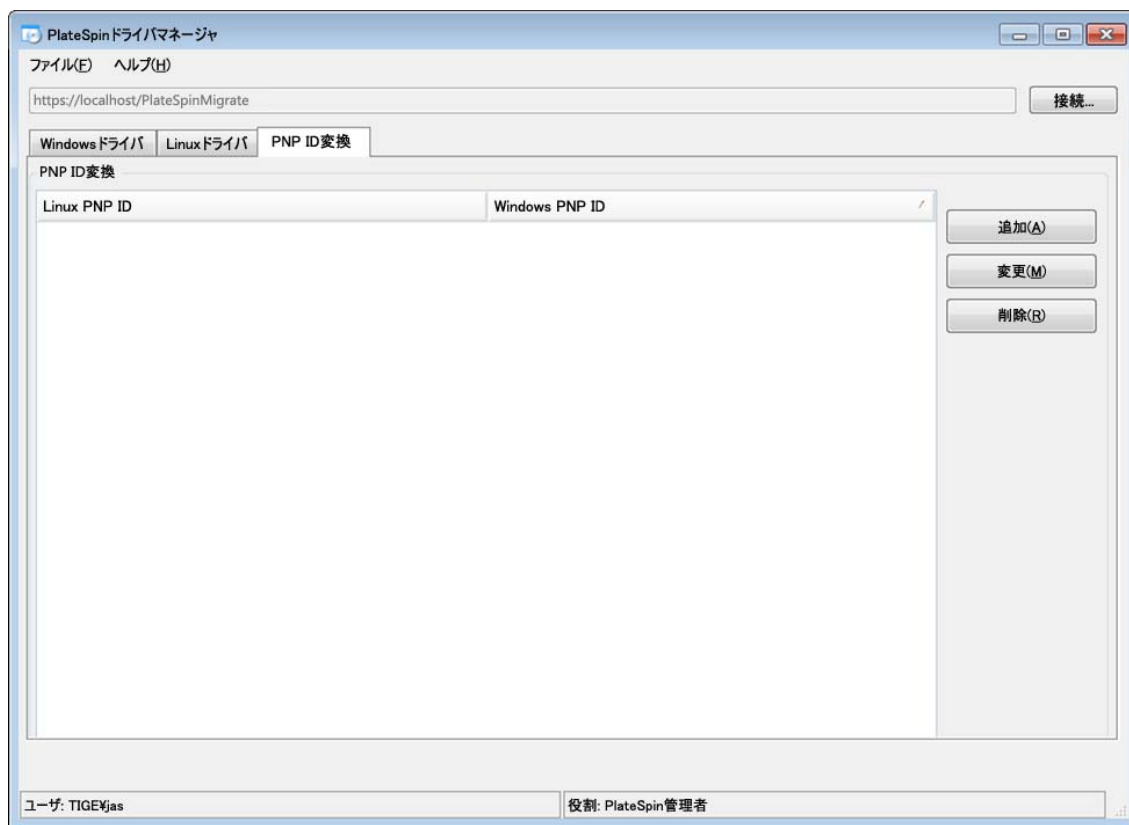 PlateSpinドライバマネージャ
ファイル(F) ヘルプ(H)
https://localhost/PlateSpinMigrate 接続...
Windowsドライバ Linuxドライバ PNP ID変換
PNP ID変換
Linux PNP ID Windows PNP ID
追加(A)
変更(M)
削除(R)
ユーザ: TIGE¥jas 役割: PlateSpin管理者